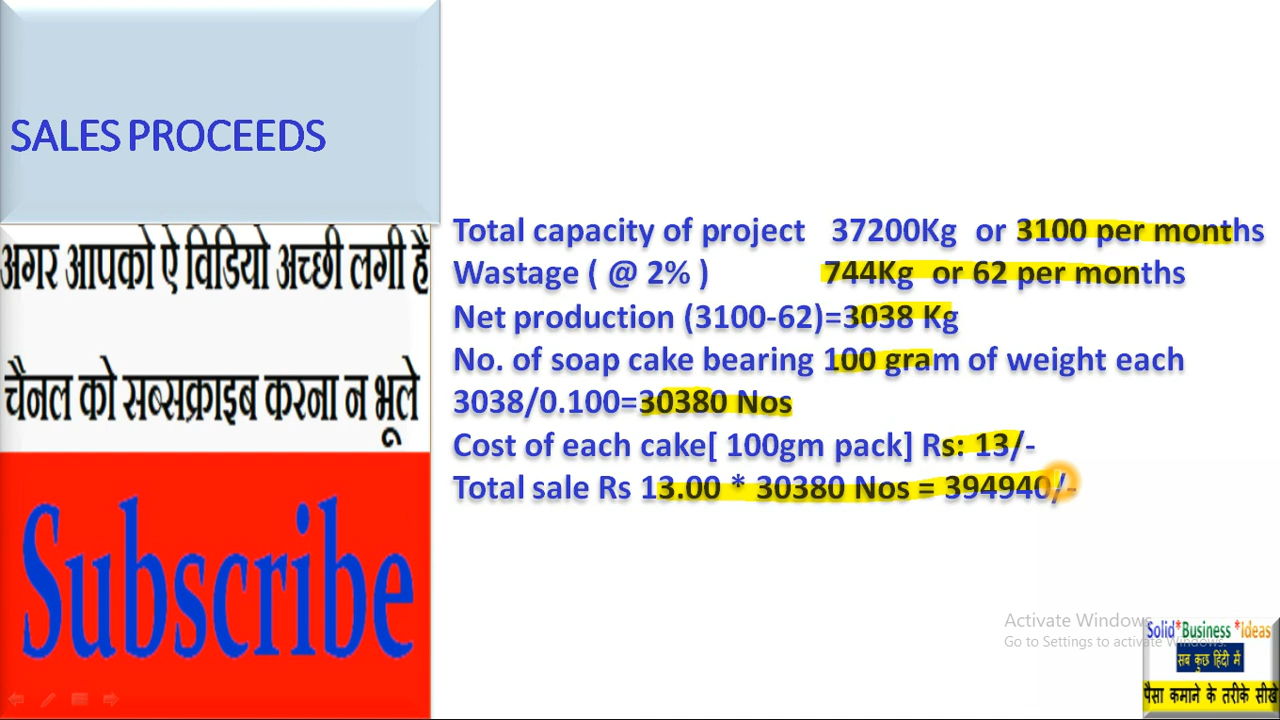 SALES PROCEEDS
अगर आपको ऐ विडियो अच्छी लगी है
चैनल को सब्सक्राइब करना न भूले
Subscribe
Total capacity of project 37200Kg or 3100 per months
Wastage ( @ 2% ) 744Kg or 62 per months
Net production (3100-62)=3038 Kg
No. of soap cake bearing 100 gram of weight each
3038/0.100=30380 Nos
Cost of each cake[ 100gm pack] Rs: 13/-
Total sale Rs 13.00 * 30380 Nos = 394940/-
Activate Windows
Go to Settings to activate Windows.
Solid*Business *Ideas
सब कुछ हिंदी में
पैसा कमाने के तरीके सीखे